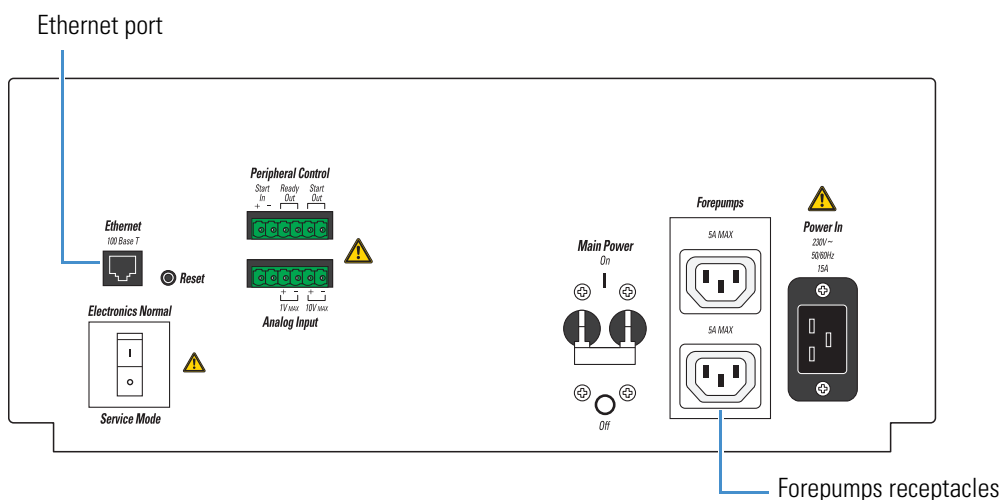 Ethernet port
Peripheral Control
Start In
Ready Out
Start Out
+ -
Ethernet
100 Base T
Reset
1V MAX
10V MAX
+ -
+ -
Analog Input
Electronics Normal
I
O
Service Mode
Main Power
On
I
Off
Forepumps
5A MAX
5A MAX
Power In
230V ~
50/60Hz
15A
Forepumps receptacles